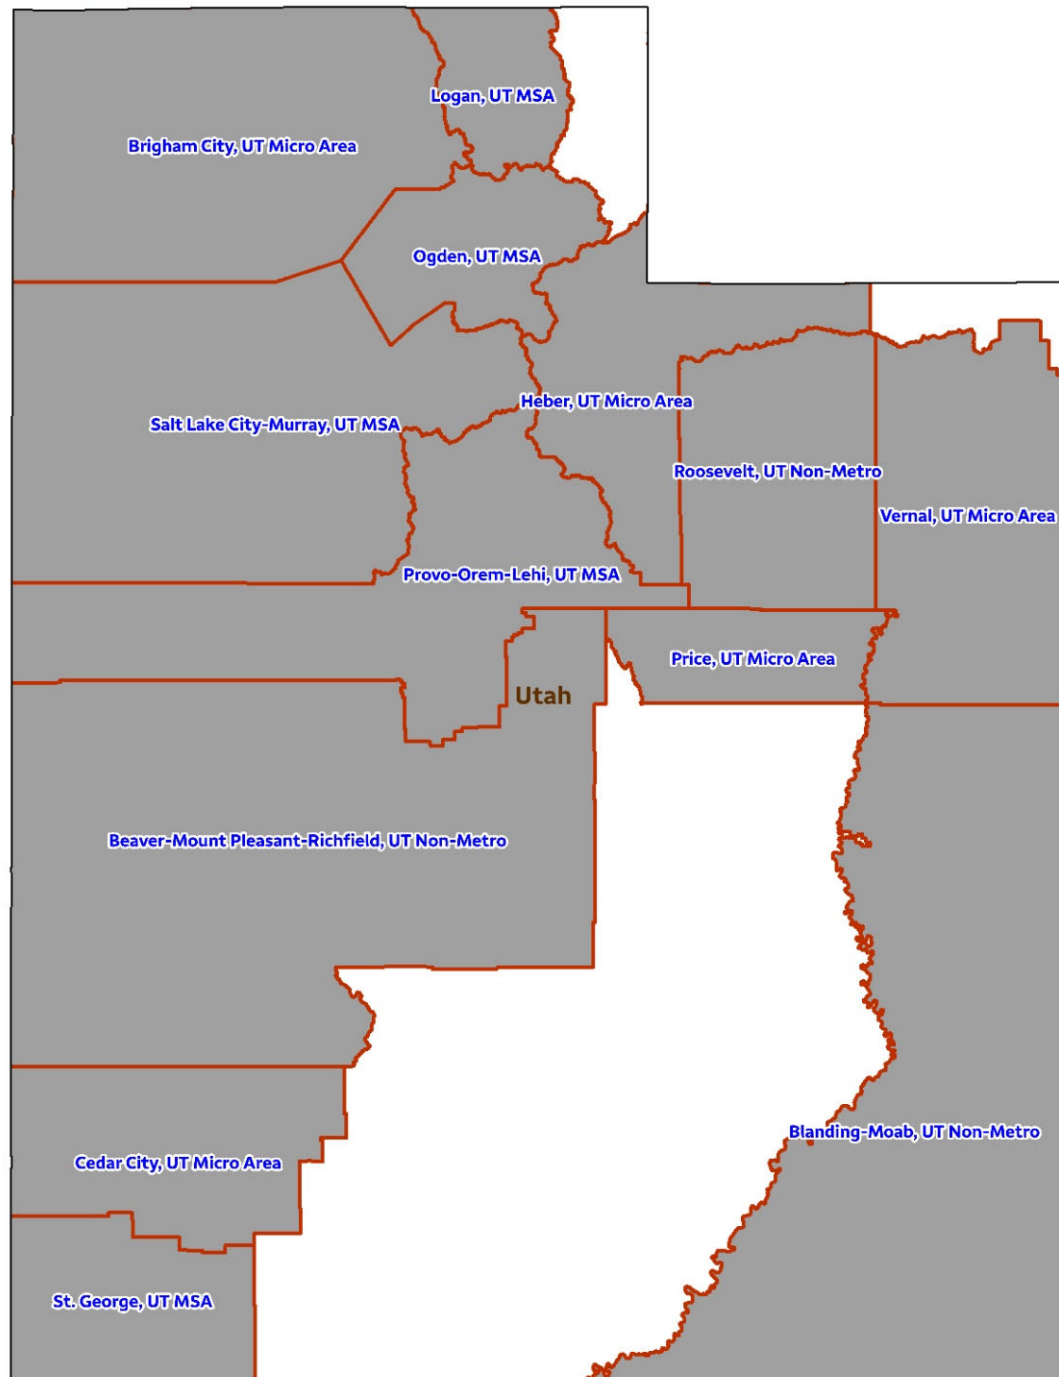 Logan, UT MSA
Brigham City, UT Micro Area
Ogden, UT MSA
Heber, UT Micro Area
Salt Lake City-Murray, UT MSA
Roosevelt, UT Non-Metro
Vernal, UT Micro Area
Provo-Orem-Lehi, UT MSA
Price, UT Micro Area
Utah
Beaver-Mount Pleasant-Richfield, UT Non-Metro
Blanding-Moab, UT Non-Metro
Cedar City, UT Micro Area
St. George, UT MSA